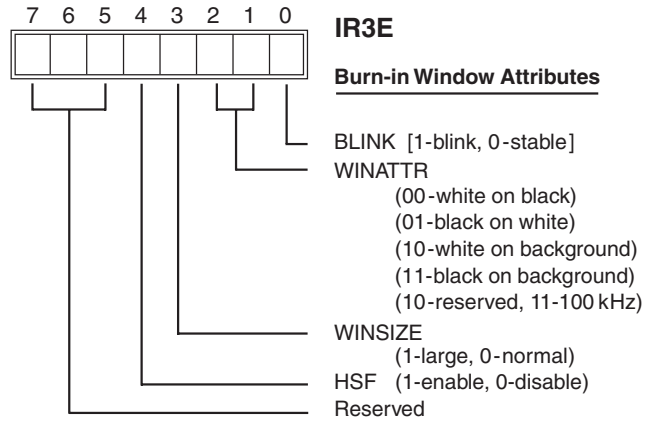 7 6 5 4 3 2 1 0
IR3E
Burn-in Window Attributes
BLINK [1-blink, 0-stable]
WINATTR
(00-white on black)
(01-black on white)
(10-white on background)
(11-black on background)
(10-reserved, 11-100 kHz)
WINSIZE
(1-large, 0-normal)
HSF (1-enable, 0-disable)
Reserved